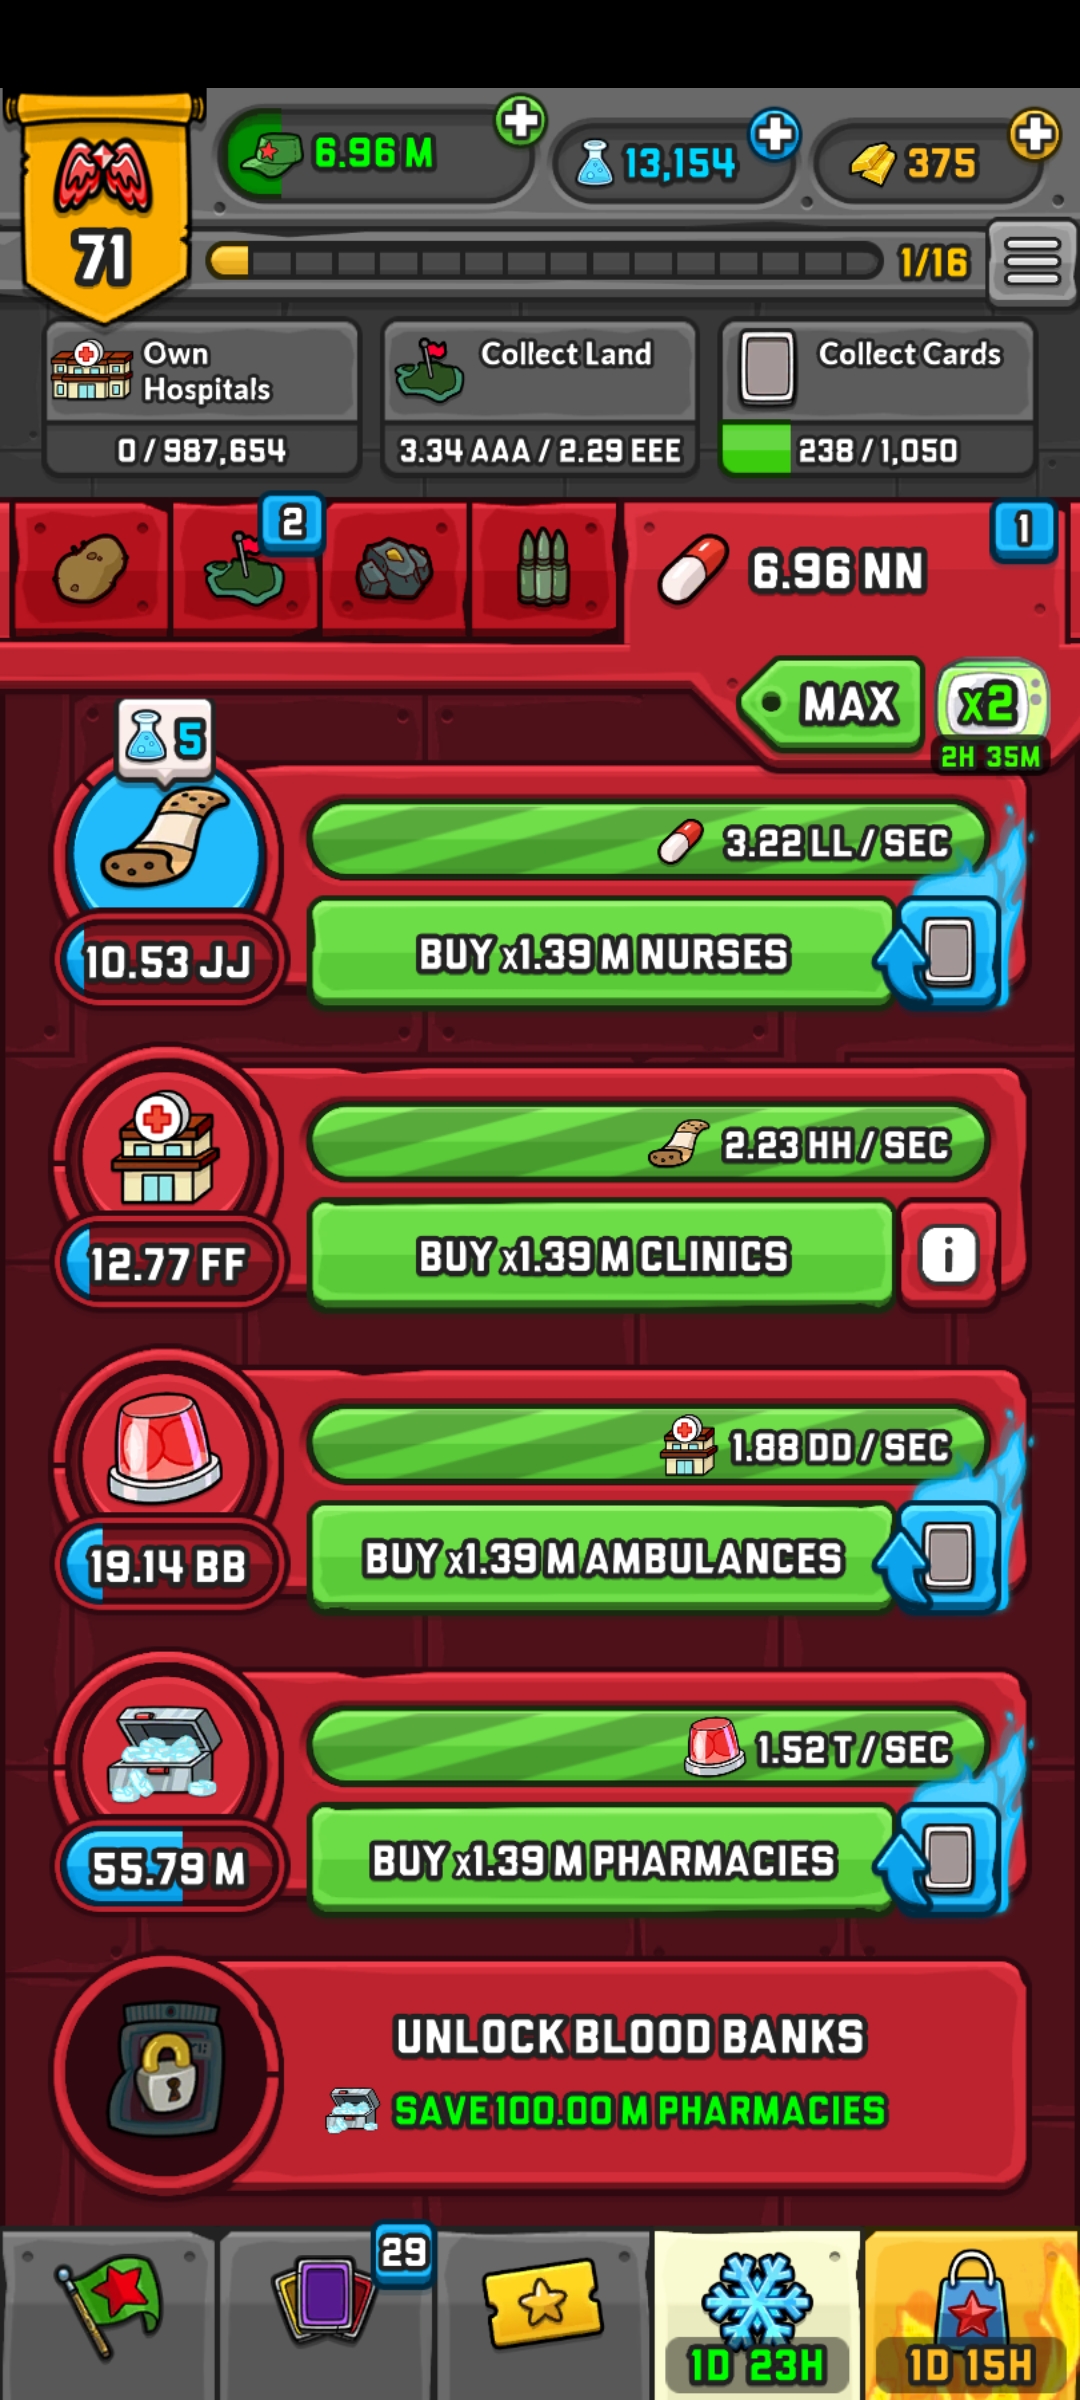 6.96 M
13,154
375
71
1/16
Own
Hospitals
Collect Land
Collect Cards
0 / 987,654
3.34 AAA / 2.29 EEE
238 / 1,050
2
1
6.96 NN
MAX
x2
2H 35M
5
3.22 LL / SEC
10.53 JJ
BUY x1.39 M NURSES
2.23 HH / SEC
12.77 FF
BUY x1.39 M CLINICS
i
1.88 DD / SEC
19.14 BB
BUY x1.39 M AMBULANCES
1.52 T / SEC
55.79 M
BUY x1.39 M PHARMACIES
UNLOCK BLOOD BANKS
SAVE 100.00 M PHARMACIES
29
1D 23H
1D 15H